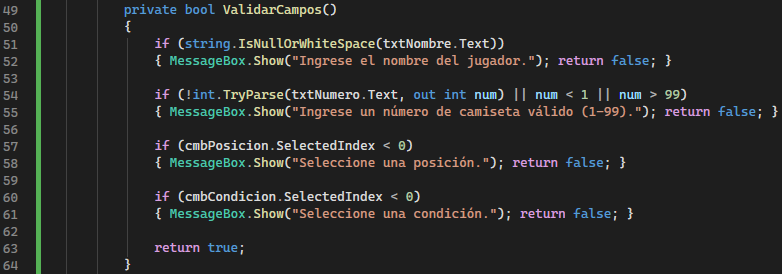 49 private bool ValidarCampos()
50 {
51 if (string.IsNullOrWhiteSpace(txtNombre.Text))
52 { MessageBox.Show("Ingrese el nombre del jugador."); return false; }
53
54 if (!int.TryParse(txtNumero.Text, out int num) || num < 1 || num > 99)
55 { MessageBox.Show("Ingrese un número de camiseta válido (1-99)."); return false; }
56
57 if (cmbPosicion.SelectedIndex < 0)
58 { MessageBox.Show("Seleccione una posición."); return false; }
59
60 if (cmbCondicion.SelectedIndex < 0)
61 { MessageBox.Show("Seleccione una condición."); return false; }
62
63 return true;
64 }